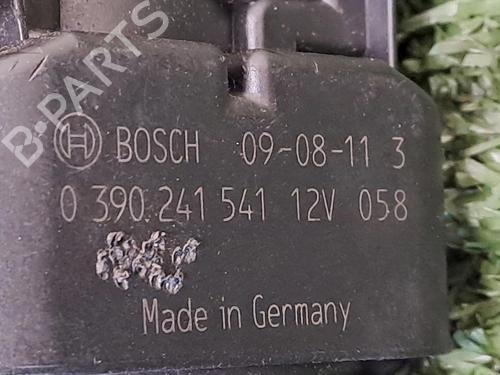 BOSCH 09-08-11 3
0 390 241 541 12V 058
Made in Germany
B-PARTS